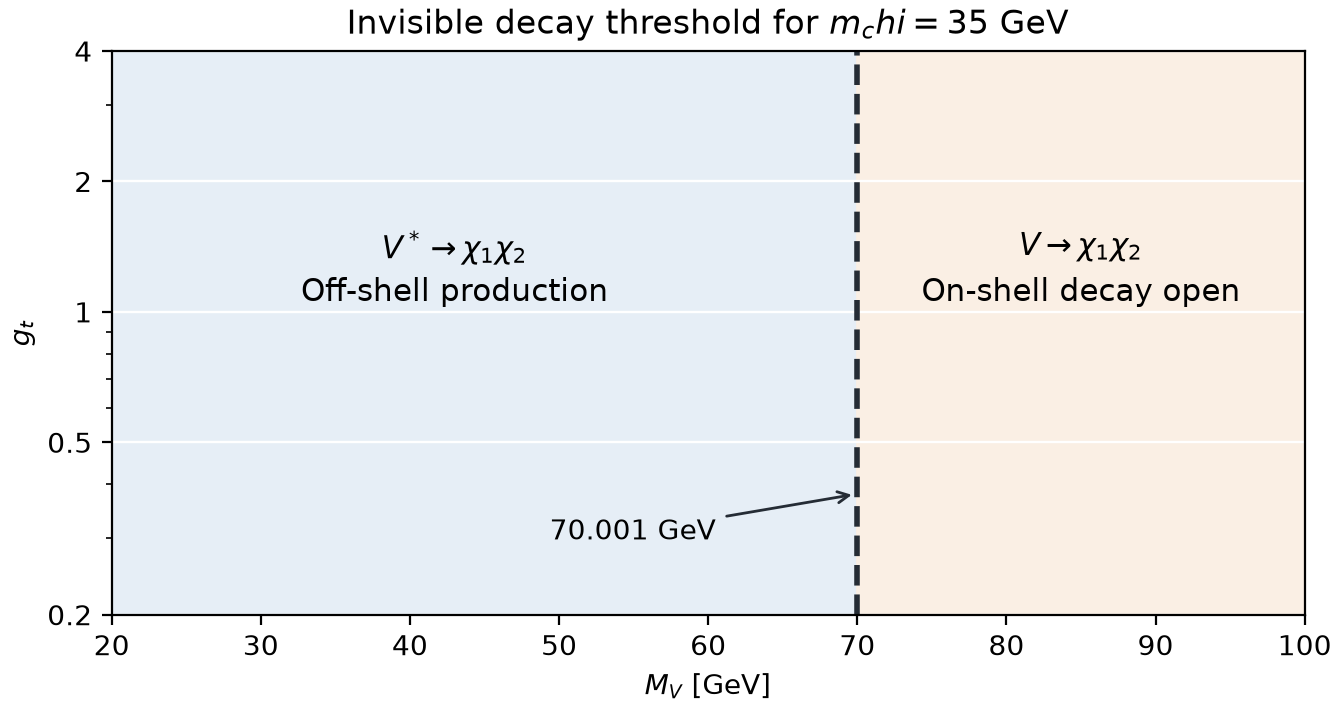 Invisible decay threshold for m_chi = 35 GeV
4
2
1
0.5
0.2
g_t
V* → χ₁χ₂
Off-shell production
V → χ₁χ₂
On-shell decay open
70.001 GeV
20 30 40 50 60 70 80 90 100
M_V [GeV]